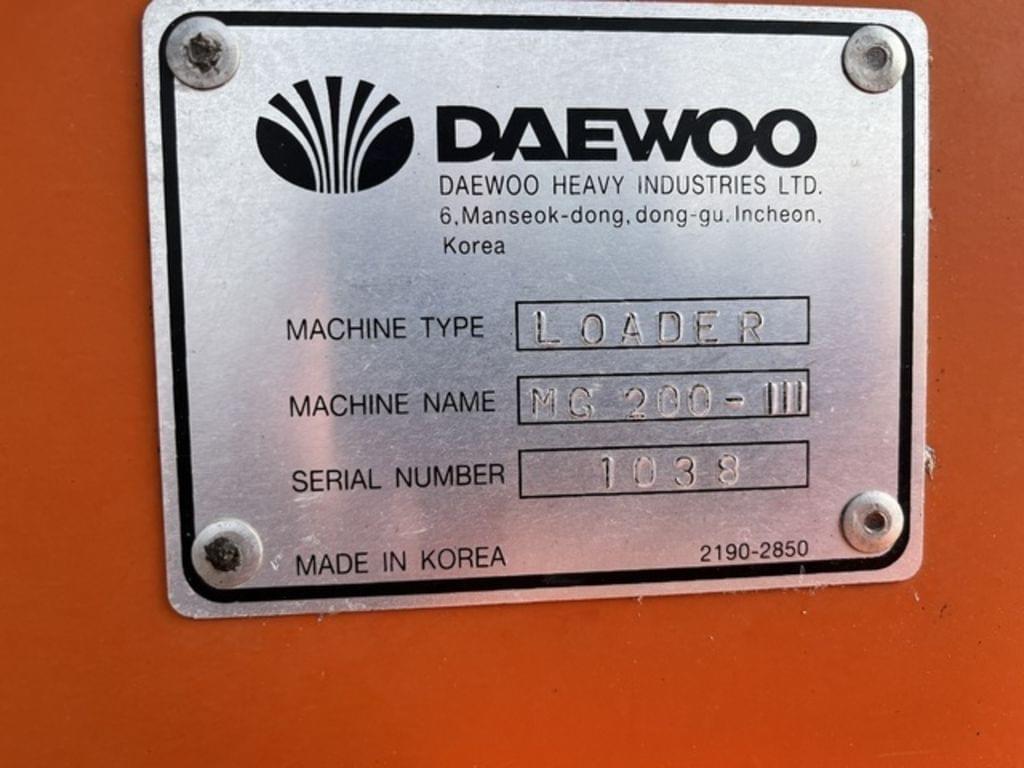 DAEWOO
DAEWOO HEAVY INDUSTRIES LTD.
6,Manseok-dong,dong-gu,Incheon,
Korea
MACHINE TYPE LOADER
MACHINE NAME MG 200-III
SERIAL NUMBER 1038
MADE IN KOREA 2190-2850